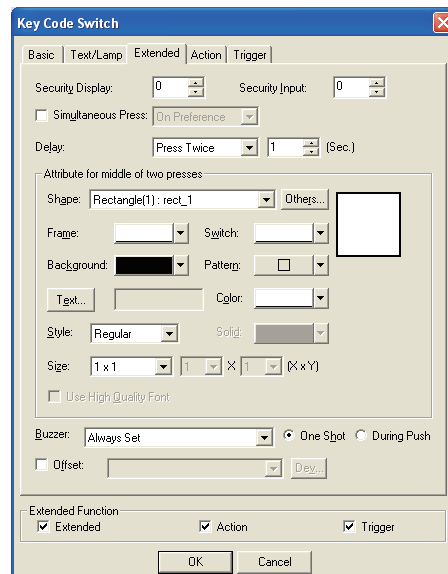 Key Code Switch
Basic Text/Lamp Extended Action Trigger
Security Display: 0 Security Input: 0
Simultaneous Press: On Preference
Delay: Press Twice 1 (Sec.)
Attribute for middle of two presses
Shape: Rectangle(1) : rect_1 Others...
Frame: Switch:
Background: Pattern:
Text... Color:
Style: Regular Solid:
Size: 1 x 1 1 X 1 (X x Y)
Use High Quality Font
Buzzer: Always Set One Shot During Push
Offset: Dev...
Extended Function
Extended Action Trigger
OK Cancel